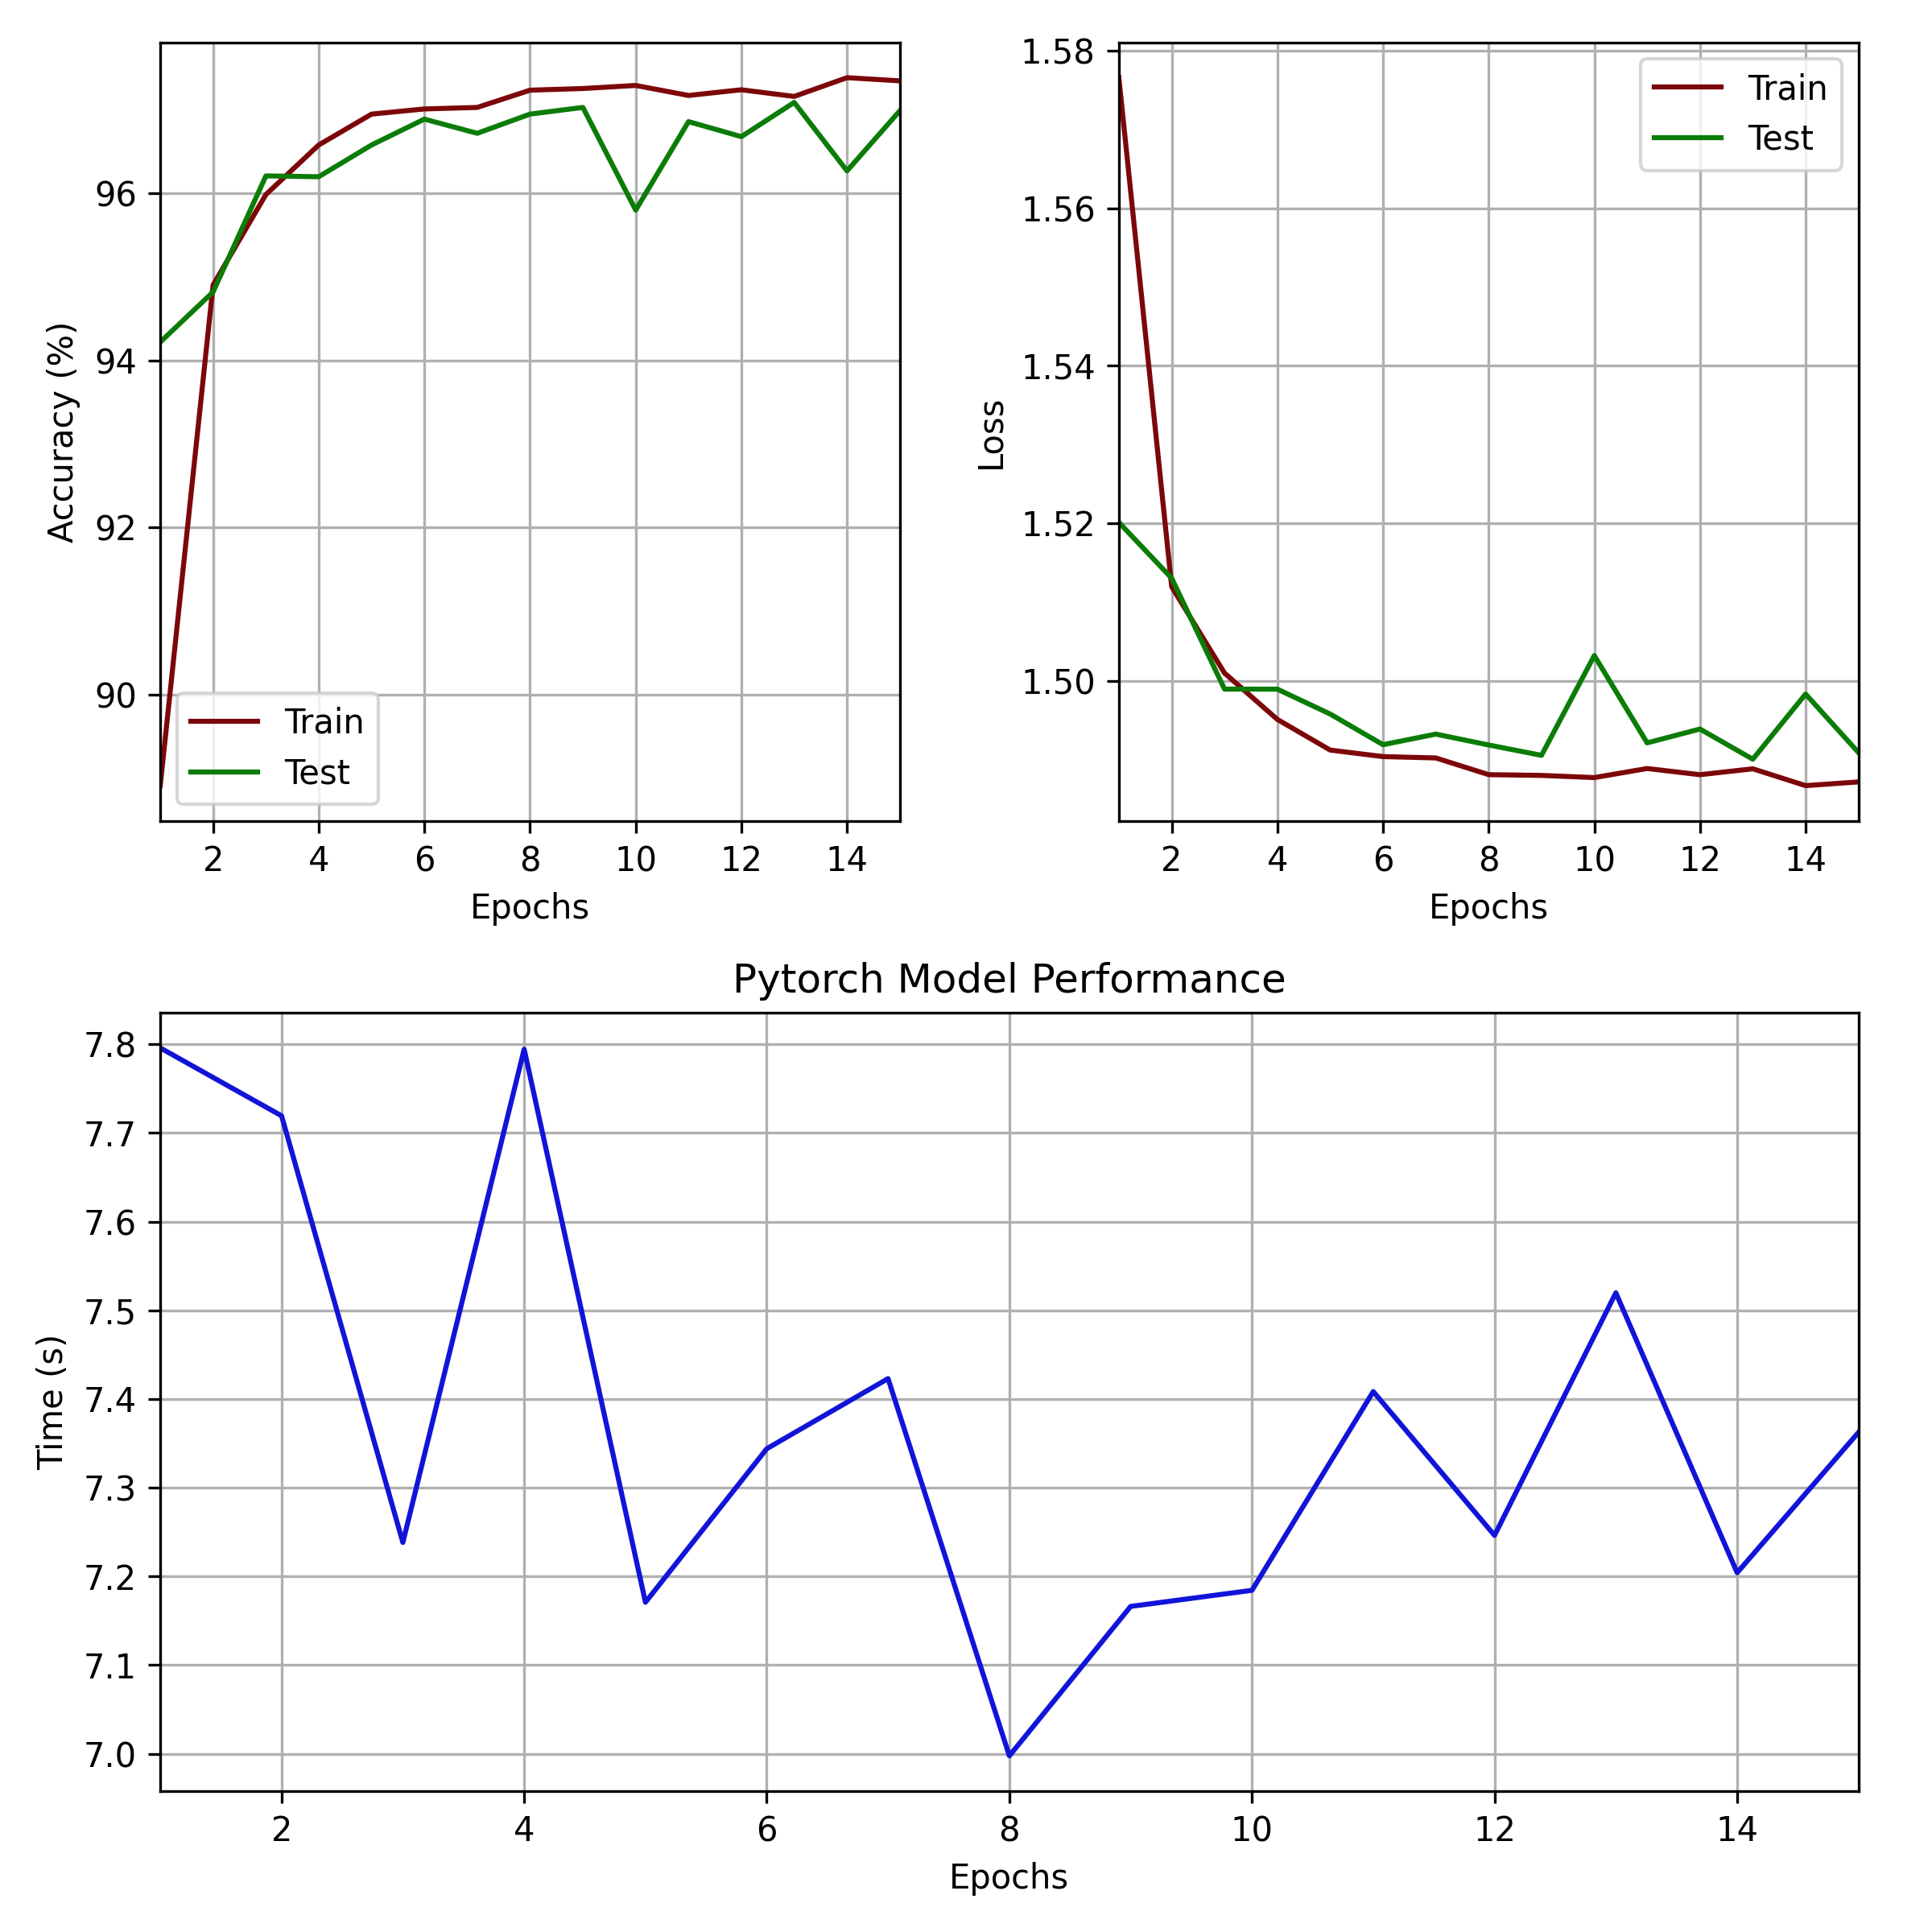 96
94
92
90
Accuracy (%)
Train
Test
2 4 6 8 10 12 14
Epochs
1.58
1.56
1.54
1.52
1.50
Loss
Train
Test
2 4 6 8 10 12 14
Epochs
Pytorch Model Performance
7.8
7.7
7.6
7.5
7.4
7.3
7.2
7.1
7.0
Time (s)
2 4 6 8 10 12 14
Epochs